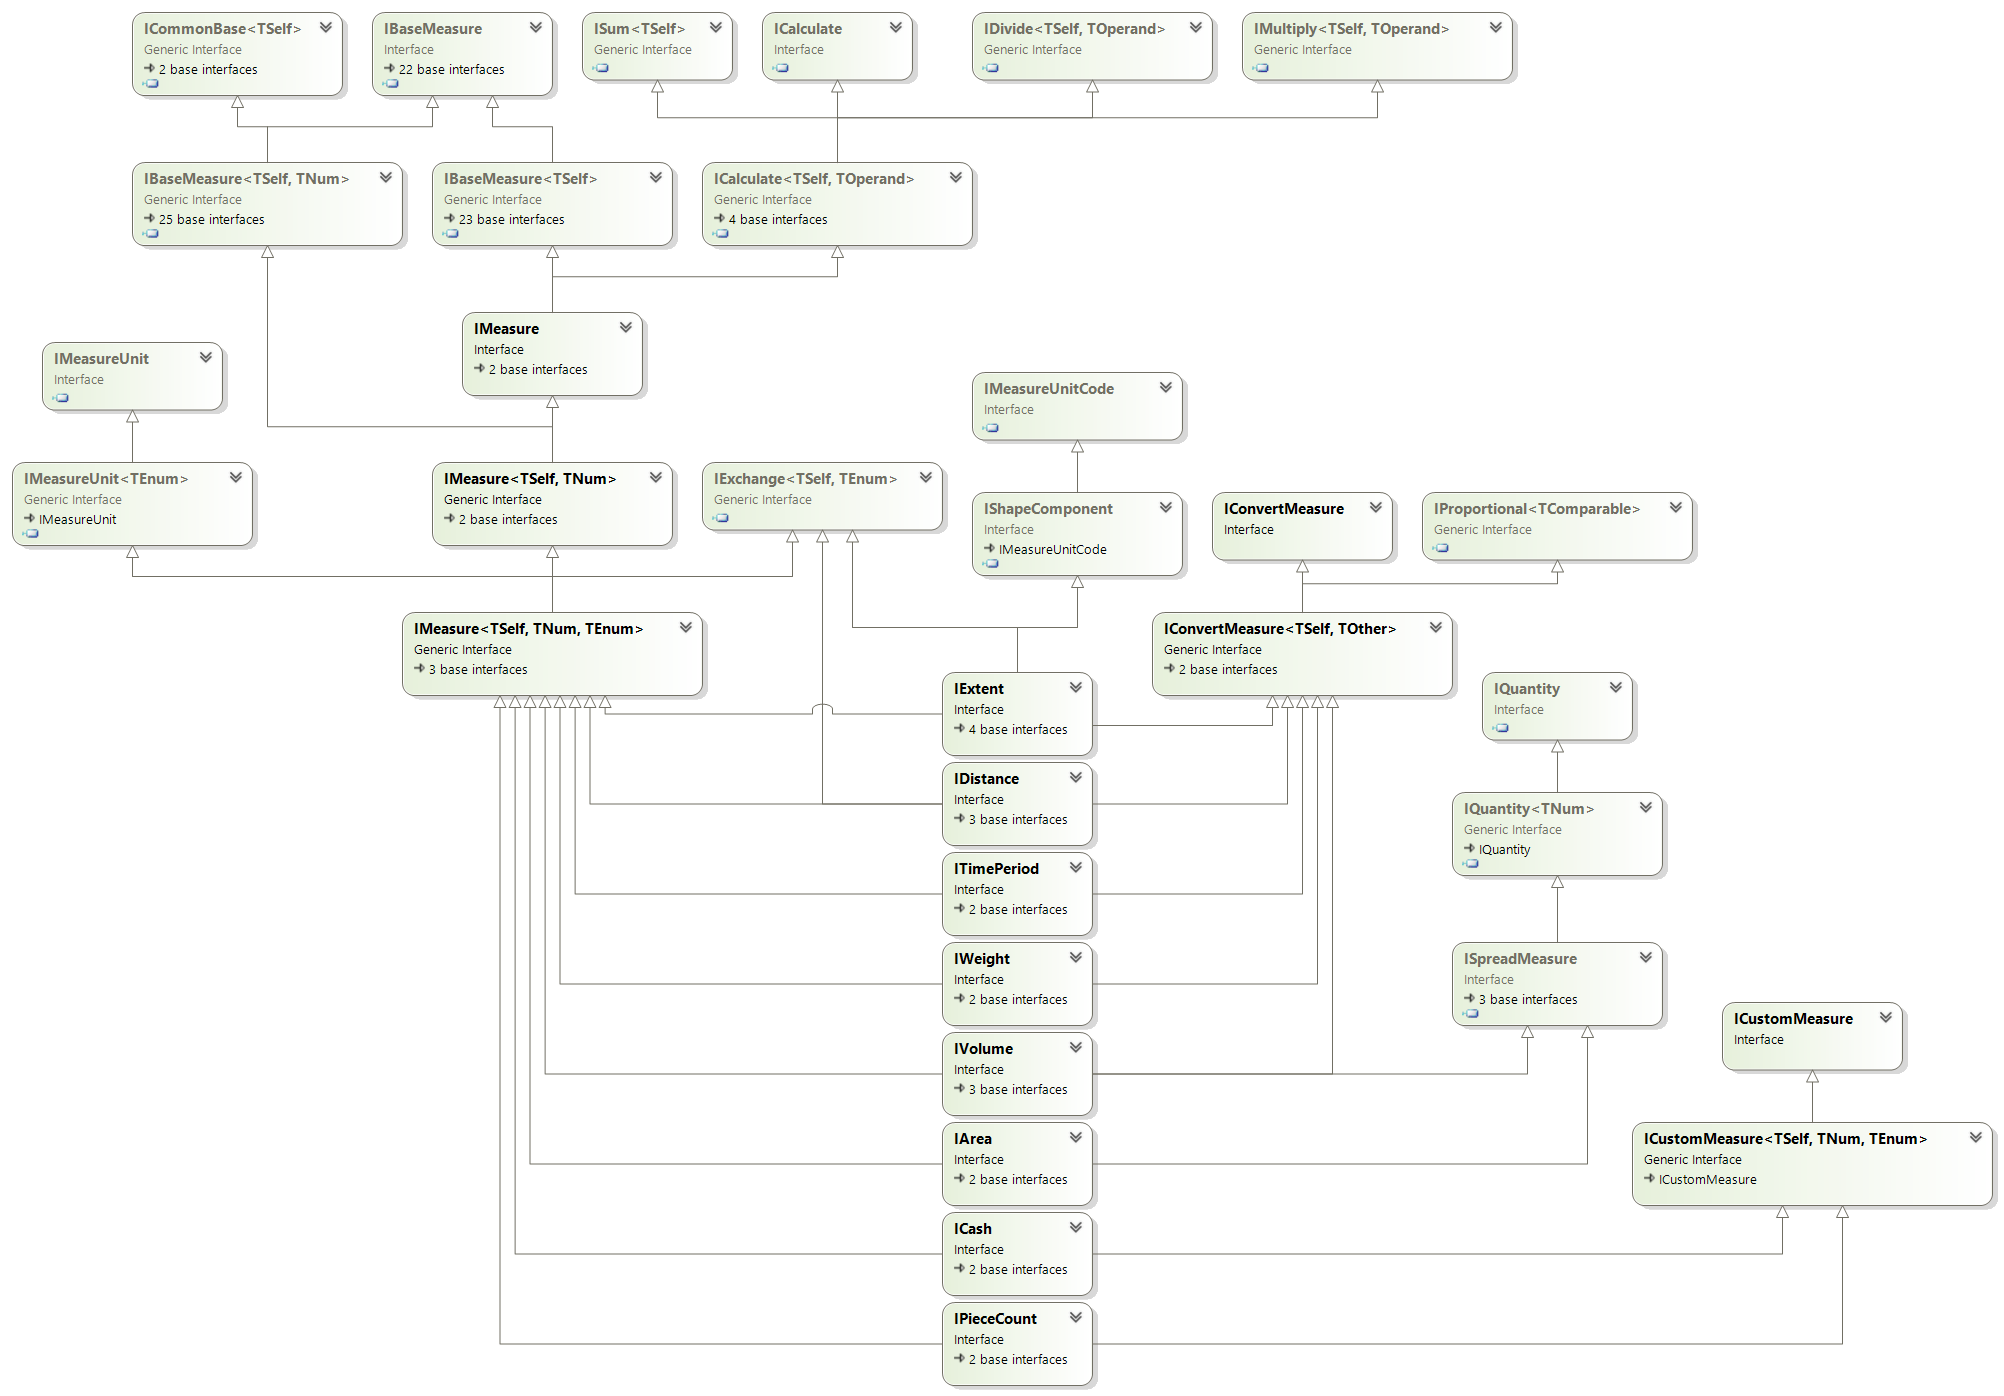 ICommonBase<TSelf>
Generic Interface
2 base interfaces
IBaseMeasure
Interface
22 base interfaces
ISum<TSelf>
Generic Interface
ICalculate
Interface
IDivide<TSelf, TOperand>
Generic Interface
IMultiply<TSelf, TOperand>
Generic Interface
IBaseMeasure<TSelf, TNum>
Generic Interface
25 base interfaces
IBaseMeasure<TSelf>
Generic Interface
23 base interfaces
ICalculate<TSelf, TOperand>
Generic Interface
4 base interfaces
IMeasure
Interface
2 base interfaces
IMeasureUnit
Interface
IMeasureUnitCode
Interface
IMeasureUnit<TEnum>
Generic Interface
IMeasureUnit
IMeasure<TSelf, TNum>
Generic Interface
2 base interfaces
IExchange<TSelf, TEnum>
Generic Interface
IShapeComponent
Interface
IMeasureUnitCode
IConvertMeasure
Interface
IProportional<TComparable>
Generic Interface
IMeasure<TSelf, TNum, TEnum>
Generic Interface
3 base interfaces
IConvertMeasure<TSelf, TOther>
Generic Interface
2 base interfaces
IExtent
Interface
4 base interfaces
IQuantity
Interface
IDistance
Interface
3 base interfaces
IQuantity<TNum>
Generic Interface
IQuantity
ITimePeriod
Interface
2 base interfaces
IWeight
Interface
2 base interfaces
ISpreadMeasure
Interface
3 base interfaces
ICustomMeasure
Interface
IVolume
Interface
3 base interfaces
IArea
Interface
2 base interfaces
ICustomMeasure<TSelf, TNum, TEnum>
Generic Interface
ICustomMeasure
ICash
Interface
2 base interfaces
IPieceCount
Interface
2 base interfaces